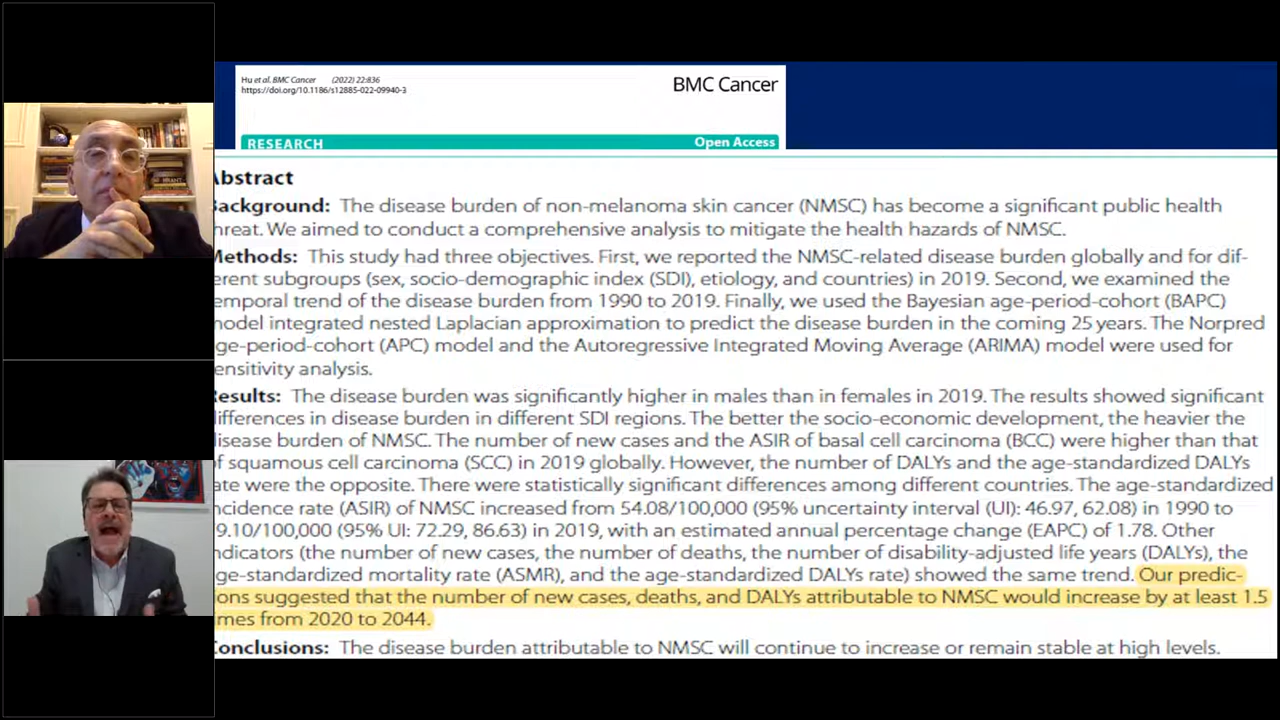 Hu et al. BMC Cancer (2022) 22:836
https://doi.org/10.1186/s12885-022-09940-3
BMC Cancer
RESEARCH
Open Access
Abstract
Background: The disease burden of non-melanoma skin cancer (NMSC) has become a significant public health
hreat. We aimed to conduct a comprehensive analysis to mitigate the health hazards of NMSC.
Methods: This study had three objectives. First, we reported the NMSC-related disease burden globally and for dif-
erent subgroups (sex, socio-demographic index (SDI), etiology, and countries) in 2019. Second, we examined the
emporal trend of the disease burden from 1990 to 2019. Finally, we used the Bayesian age-period-cohort (BAPC)
model integrated nested Laplacian approximation to predict the disease burden in the coming 25 years. The Norpred
ge-period-cohort (APC) model and the Autoregressive Integrated Moving Average (ARIMA) model were used for
ensitivity analysis.
Results: The disease burden was significantly higher in males than in females in 2019. The results showed significant
differences in disease burden in different SDI regions. The better the socio-economic development, the heavier the
disease burden of NMSC. The number of new cases and the ASIR of basal cell carcinoma (BCC) were higher than that
of squamous cell carcinoma (SCC) in 2019 globally. However, the number of DALYs and the age-standardized DALYs
ate were the opposite. There were statistically significant differences among different countries. The age-standardized
ncidence rate (ASIR) of NMSC increased from 54.08/100,000 (95% uncertainty interval (UI): 46.97, 62.08) in 1990 to
9.10/100,000 (95% UI: 72.29, 86.63) in 2019, with an estimated annual percentage change (EAPC) of 1.78. Other
ndicators (the number of new cases, the number of deaths, the number of disability-adjusted life years (DALYs), the
ge-standardized mortality rate (ASMR), and the age-standardized DALYs rate) showed the same trend. Our predic-
ons suggested that the number of new cases, deaths, and DALYs attributable to NMSC would increase by at least 1.5
mes from 2020 to 2044.
Conclusions: The disease burden attributable to NMSC will continue to increase or remain stable at high levels.